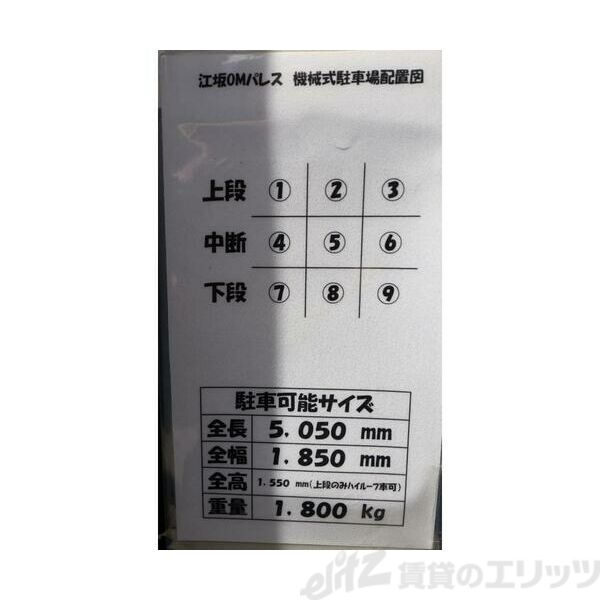 江坂OMパレス 機械式駐車場配置図
上段 ① ② ③
中断 ④ ⑤ ⑥
下段 ⑦ ⑧ ⑨
駐車可能サイズ
全長 5,050 mm
全幅 1,850 mm
全高 1,550 mm(上段のみハイルーフ車可)
重量 1,800 kg
elitz 賃貸のエリッツ